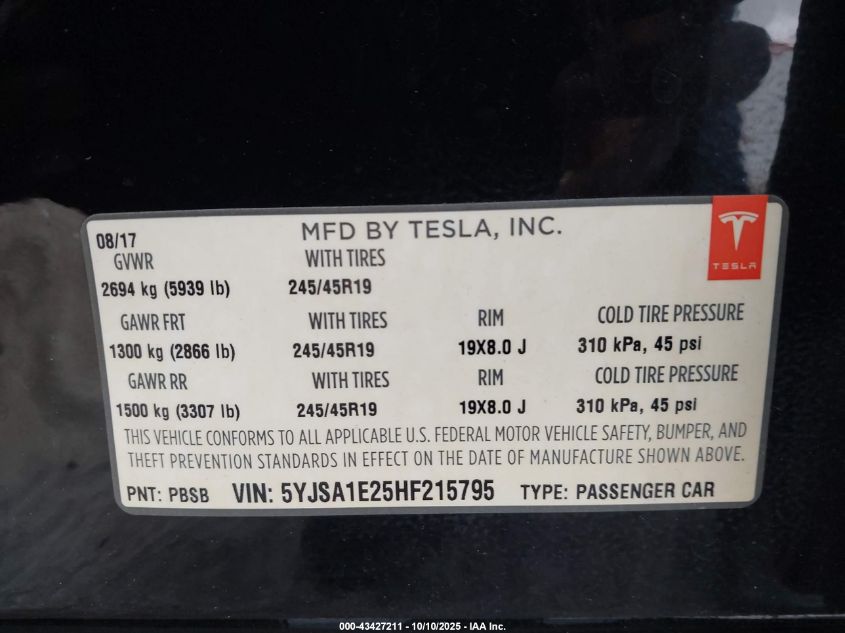 08/17 MFD BY TESLA, INC.
TESLA
GVWR WITH TIRES
2694 kg (5939 lb) 245/45R19
GAWR FRT WITH TIRES RIM COLD TIRE PRESSURE
1300 kg (2866 lb) 245/45R19 19X8.0 J 310 kPa, 45 psi
GAWR RR WITH TIRES RIM COLD TIRE PRESSURE
1500 kg (3307 lb) 245/45R19 19X8.0 J 310 kPa, 45 psi
THIS VEHICLE CONFORMS TO ALL APPLICABLE U.S. FEDERAL MOTOR VEHICLE SAFETY, BUMPER, AND
THEFT PREVENTION STANDARDS IN EFFECT ON THE DATE OF MANUFACTURE SHOWN ABOVE.
PNT: PBSB VIN: 5YJSA1E25HF215795 TYPE: PASSENGER CAR
000-43427211 - 10/10/2025 - IAA Inc.